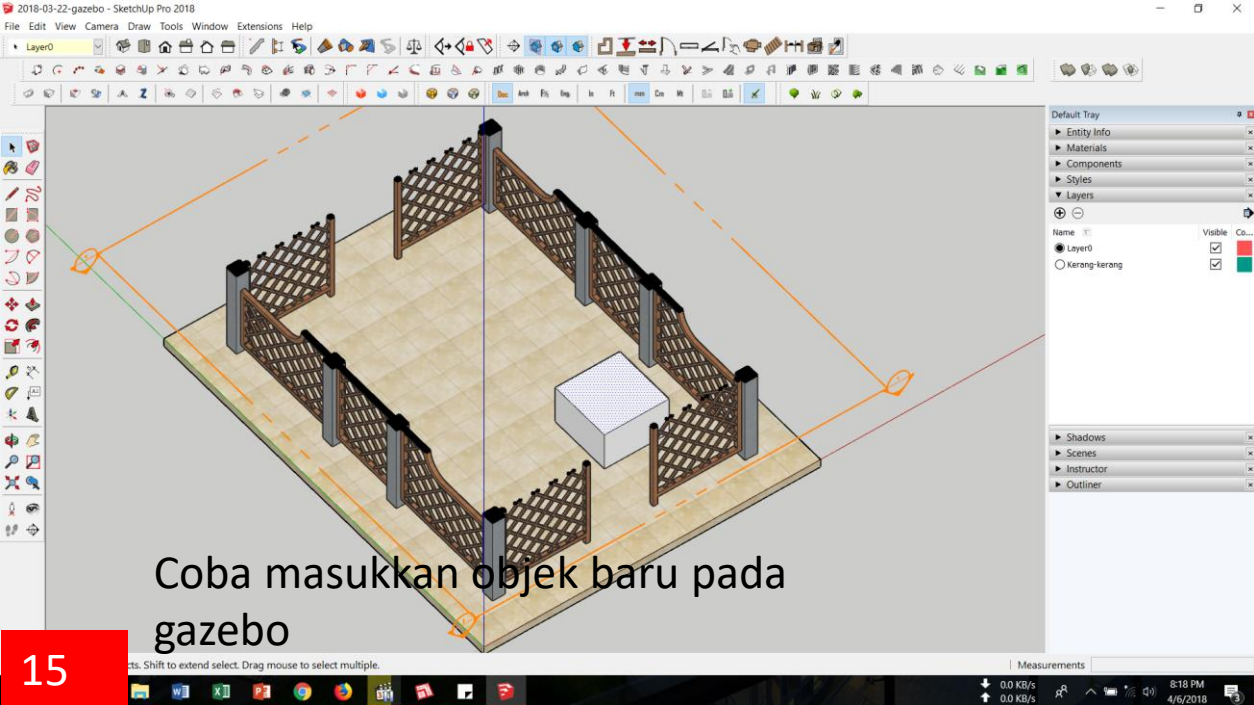 2018-03-22-gazebo - SketchUp Pro 2018
File Edit View Camera Draw Tools Window Extensions Help
Layer0
Default Tray
Entity Info
Materials
Components
Styles
Layers
Name Visible Co...
Layer0
Kerang-kerang
Shadows
Scenes
Instructor
Outliner
Coba masukkan objek baru pada
gazebo
15
cts. Shift to extend select. Drag mouse to select multiple.
Measurements
0.0 KB/s
0.0 KB/s
8:18 PM
4/6/2018